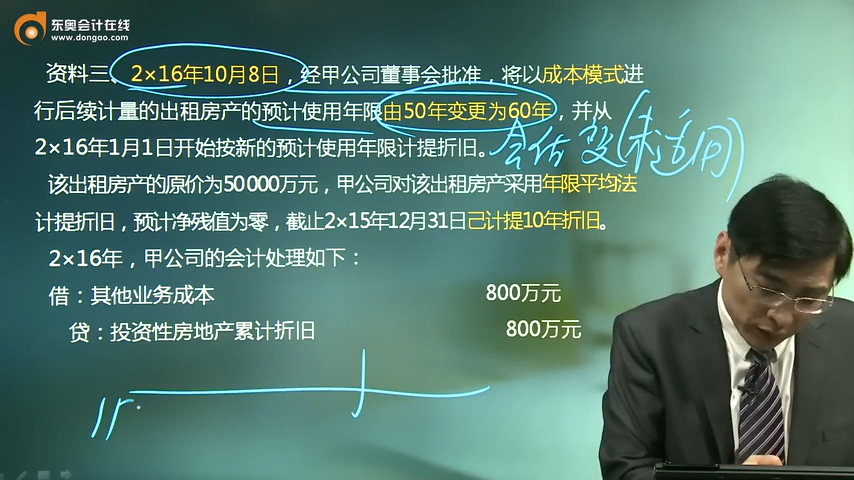 东奥会计在线
www.dongao.com
资料三、2×16年10月8日，经甲公司董事会批准，将以成本模式进
行后续计量的出租房产的预计使用年限由50年变更为60年，并从
2×16年1月1日开始按新的预计使用年限计提折旧。
会估 变(未适用)
该出租房产的原价为50000万元，甲公司对该出租房产采用年限平均法
计提折旧，预计净残值为零，截止2×15年12月31日己计提10年折旧。
2×16年，甲公司的会计处理如下：
借：其他业务成本 800万元
贷：投资性房地产累计折旧 800万元